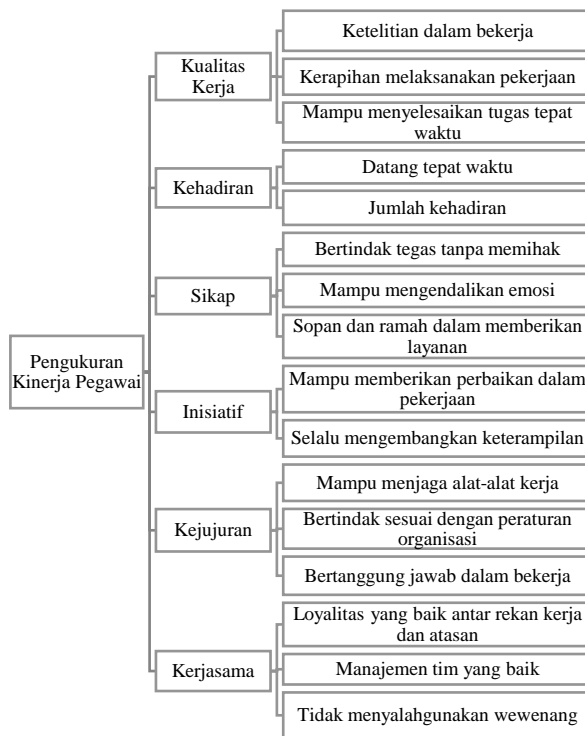 Pengukuran
Kinerja Pegawai
Kualitas
Kerja
Ketelitian dalam bekerja
Kerapihan melaksanakan pekerjaan
Mampu menyelesaikan tugas tepat
waktu
Kehadiran
Datang tepat waktu
Jumlah kehadiran
Sikap
Bertindak tegas tanpa memihak
Mampu mengendalikan emosi
Sopan dan ramah dalam memberikan
layanan
Inisiatif
Mampu memberikan perbaikan dalam
pekerjaan
Selalu mengembangkan keterampilan
Kejujuran
Mampu menjaga alat-alat kerja
Bertindak sesuai dengan peraturan
organisasi
Bertanggung jawab dalam bekerja
Kerjasama
Loyalitas yang baik antar rekan kerja
dan atasan
Manajemen tim yang baik
Tidak menyalahgunakan wewenang